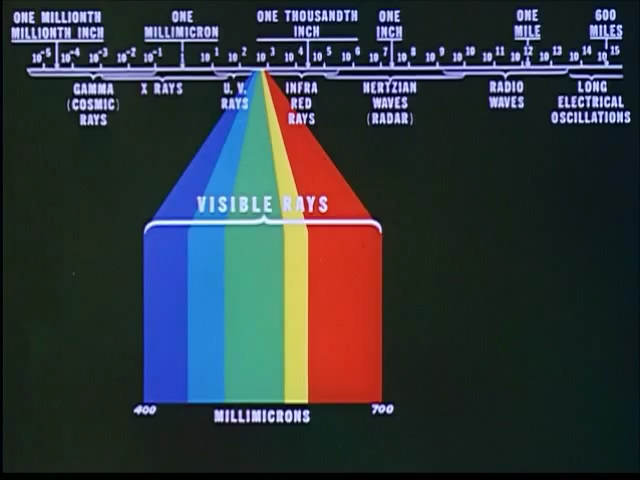 ONE MILLIONTH MILLIONTH INCH
ONE MILLIMICRON
ONE THOUSANDTH INCH
ONE INCH
ONE MILE
600 MILES
10-5 10-4 10-3 10-2 10-1 10 1 10 2 10 3 10 4 10 5 10 6 10 7 10 8 10 9 10 10 10 11 10 12 10 13 10 14 10 15
GAMMA (COSMIC) RAYS
X RAYS
U. V. RAYS
INFRA RED RAYS
HERTZIAN WAVES (RADAR)
RADIO WAVES
LONG ELECTRICAL OSCILLATIONS
VISIBLE RAYS
400
MILLIMICRONS
700